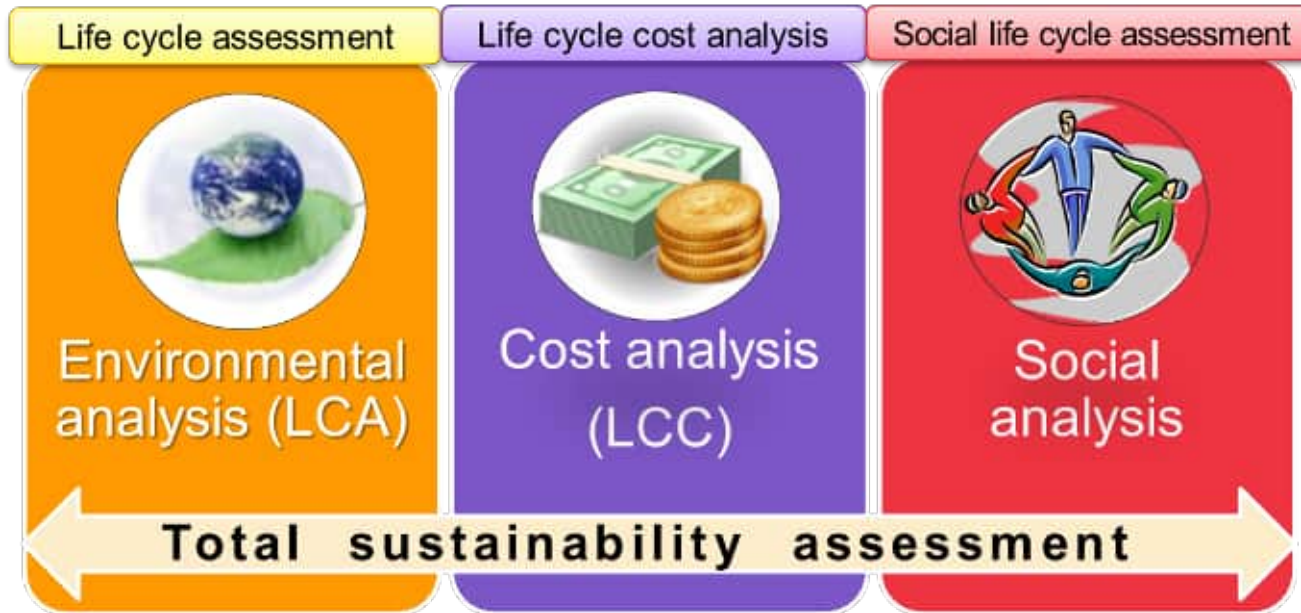 Life cycle assessment
Life cycle cost analysis
Social life cycle assessment
Environmental
analysis (LCA)
Cost analysis
(LCC)
Social
analysis
Total sustainability assessment